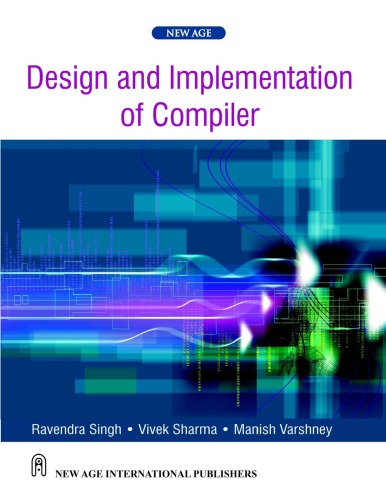 NEW AGE
Design and Implementation
of Compiler
Ravendra Singh • Vivek Sharma • Manish Varshney
NEW AGE INTERNATIONAL PUBLISHERS